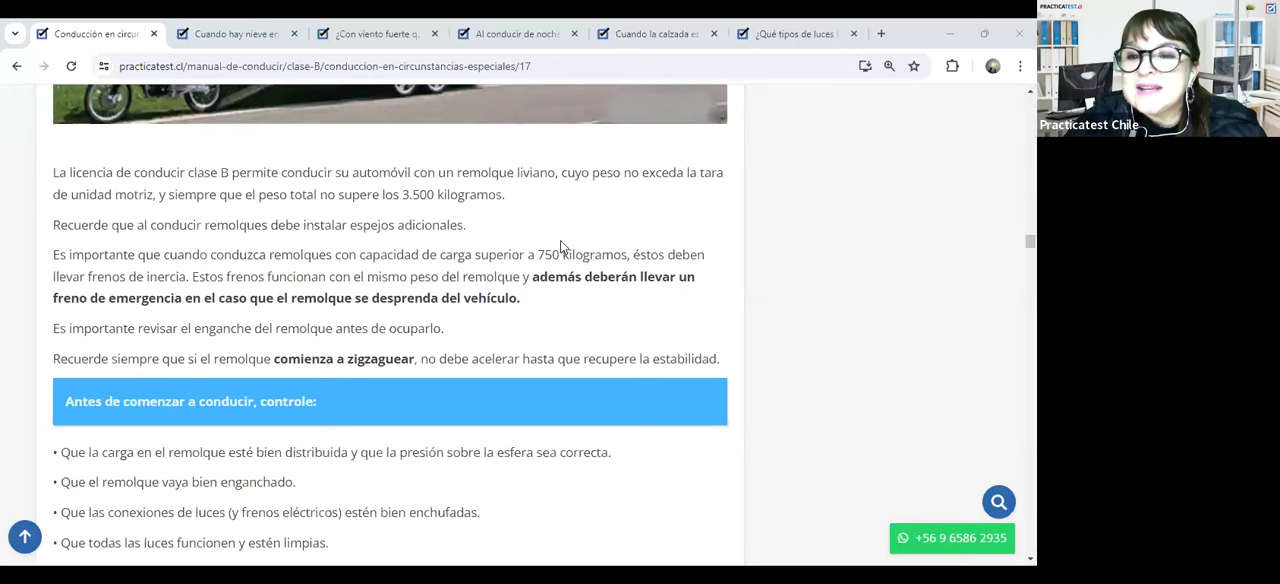 Conducción en circur
Cuando hay nieve en
¿Con viento fuerte q
Al conducir de noche
Cuando la calzada es
¿Qué tipos de luces
practicatest.cl/manual-de-conducir/clase-B/conduccion-en-circunstancias-especiales/17
PRACTICATEST.cl
Practicatest Chile
La licencia de conducir clase B permite conducir su automóvil con un remolque liviano, cuyo peso no exceda la tara
de unidad motriz, y siempre que el peso total no supere los 3.500 kilogramos.
Recuerde que al conducir remolques debe instalar espejos adicionales.
Es importante que cuando conduzca remolques con capacidad de carga superior a 750 kilogramos, éstos deben
llevar frenos de inercia. Estos frenos funcionan con el mismo peso del remolque y además deberán llevar un
freno de emergencia en el caso que el remolque se desprenda del vehículo.
Es importante revisar el enganche del remolque antes de ocuparlo.
Recuerde siempre que si el remolque comienza a zigzaguear, no debe acelerar hasta que recupere la estabilidad.
Antes de comenzar a conducir, controle:
• Que la carga en el remolque esté bien distribuida y que la presión sobre la esfera sea correcta.
• Que el remolque vaya bien enganchado.
• Que las conexiones de luces (y frenos eléctricos) estén bien enchufadas.
• Que todas las luces funcionen y estén limpias.
+56 9 6586 2935